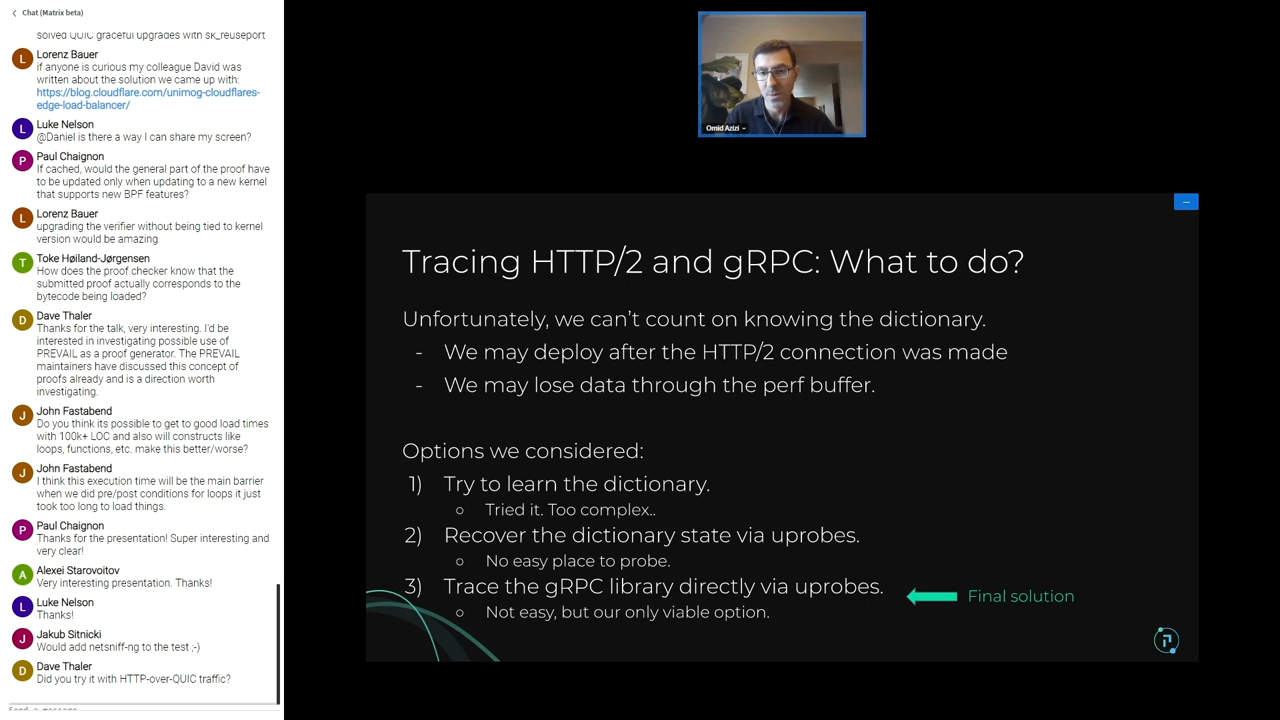 Chat (Matrix beta)
solved QUIC graceful upgrades with sk_reuseport
L
Lorenz Bauer
if anyone is curious my colleague David was
written about the solution we came up with:
https://blog.cloudflare.com/unimog-cloudflares-
edge-load-balancer/
L
Luke Nelson
@Daniel is there a way I can share my screen?
P
Paul Chaignon
If cached, would the general part of the proof have
to be updated only when updating to a new kernel
that supports new BPF features?
L
Lorenz Bauer
upgrading the verifier without being tied to kernel
version would be amazing
T
Toke Høiland-Jørgensen
How does the proof checker know that the
submitted proof actually corresponds to the
bytecode being loaded?
D
Dave Thaler
Thanks for the talk, very interesting. I'd be
interested in investigating possible use of
PREVAIL as a proof generator. The PREVAIL
maintainers have discussed this concept of
proofs already and is a direction worth
investigating.
J
John Fastabend
Do you think its possible to get to good load times
with 100k+ LOC and also will constructs like
loops, functions, etc. make this better/worse?
J
John Fastabend
I think this execution time will be the main barrier
when we did pre/post conditions for loops it just
took too long to load things.
P
Paul Chaignon
Thanks for the presentation! Super interesting and
very clear!
A
Alexei Starovoitov
Very interesting presentation. Thanks!
L
Luke Nelson
Thanks!
J
Jakub Sitnicki
Would add netsniff-ng to the test ;-)
D
Dave Thaler
Did you try it with HTTP-over-QUIC traffic?
Send a message
Omid Azizi
Tracing HTTP/2 and gRPC: What to do?
Unfortunately, we can't count on knowing the dictionary.
- We may deploy after the HTTP/2 connection was made
- We may lose data through the perf buffer.
Options we considered:
1) Try to learn the dictionary.
○ Tried it. Too complex..
2) Recover the dictionary state via uprobes.
○ No easy place to probe.
3) Trace the gRPC library directly via uprobes.
○ Not easy, but our only viable option.
Final solution